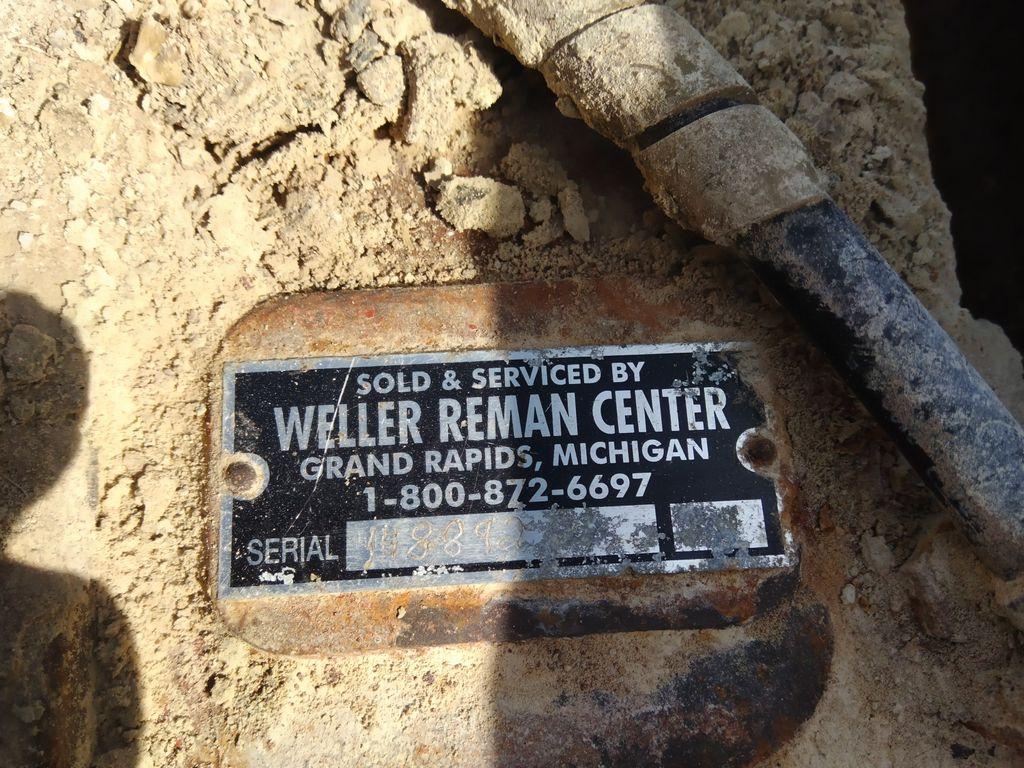 SOLD & SERVICED BY
WELLER REMAN CENTER
GRAND RAPIDS, MICHIGAN
1-800-872-6697
SERIAL